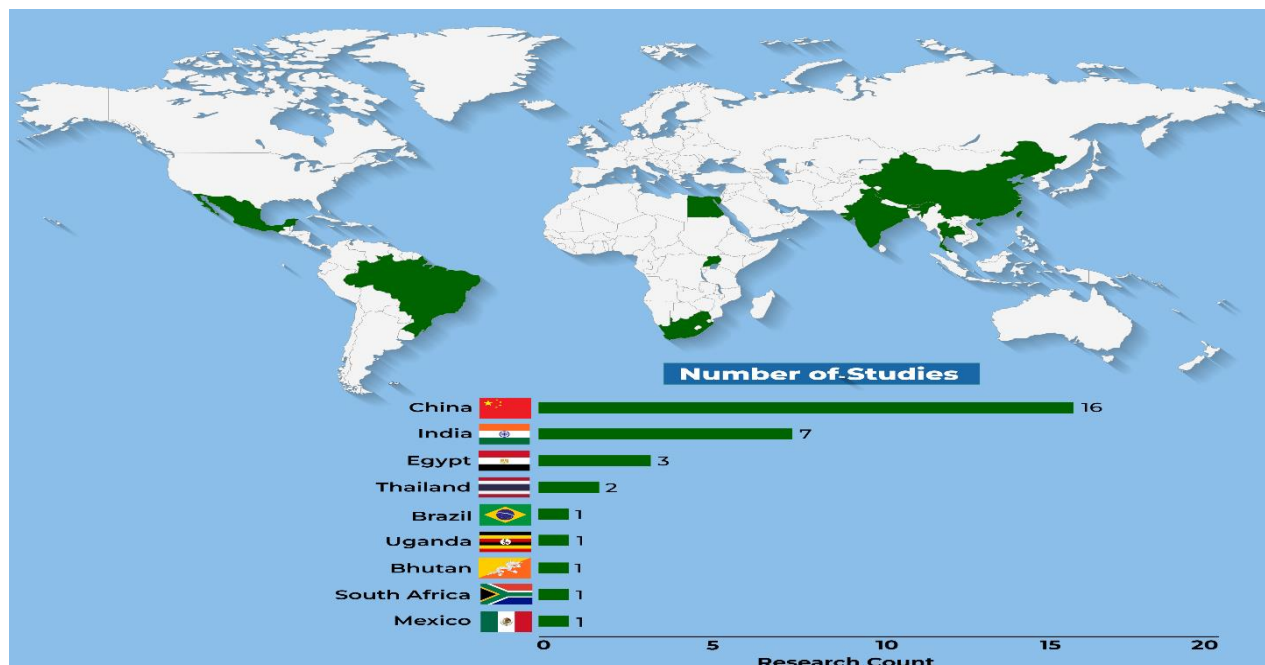 Number of Studies
China 16
India 7
Egypt 3
Thailand 2
Brazil 1
Uganda 1
Bhutan 1
South Africa 1
Mexico 1
0 5 10 15 20
Research Count